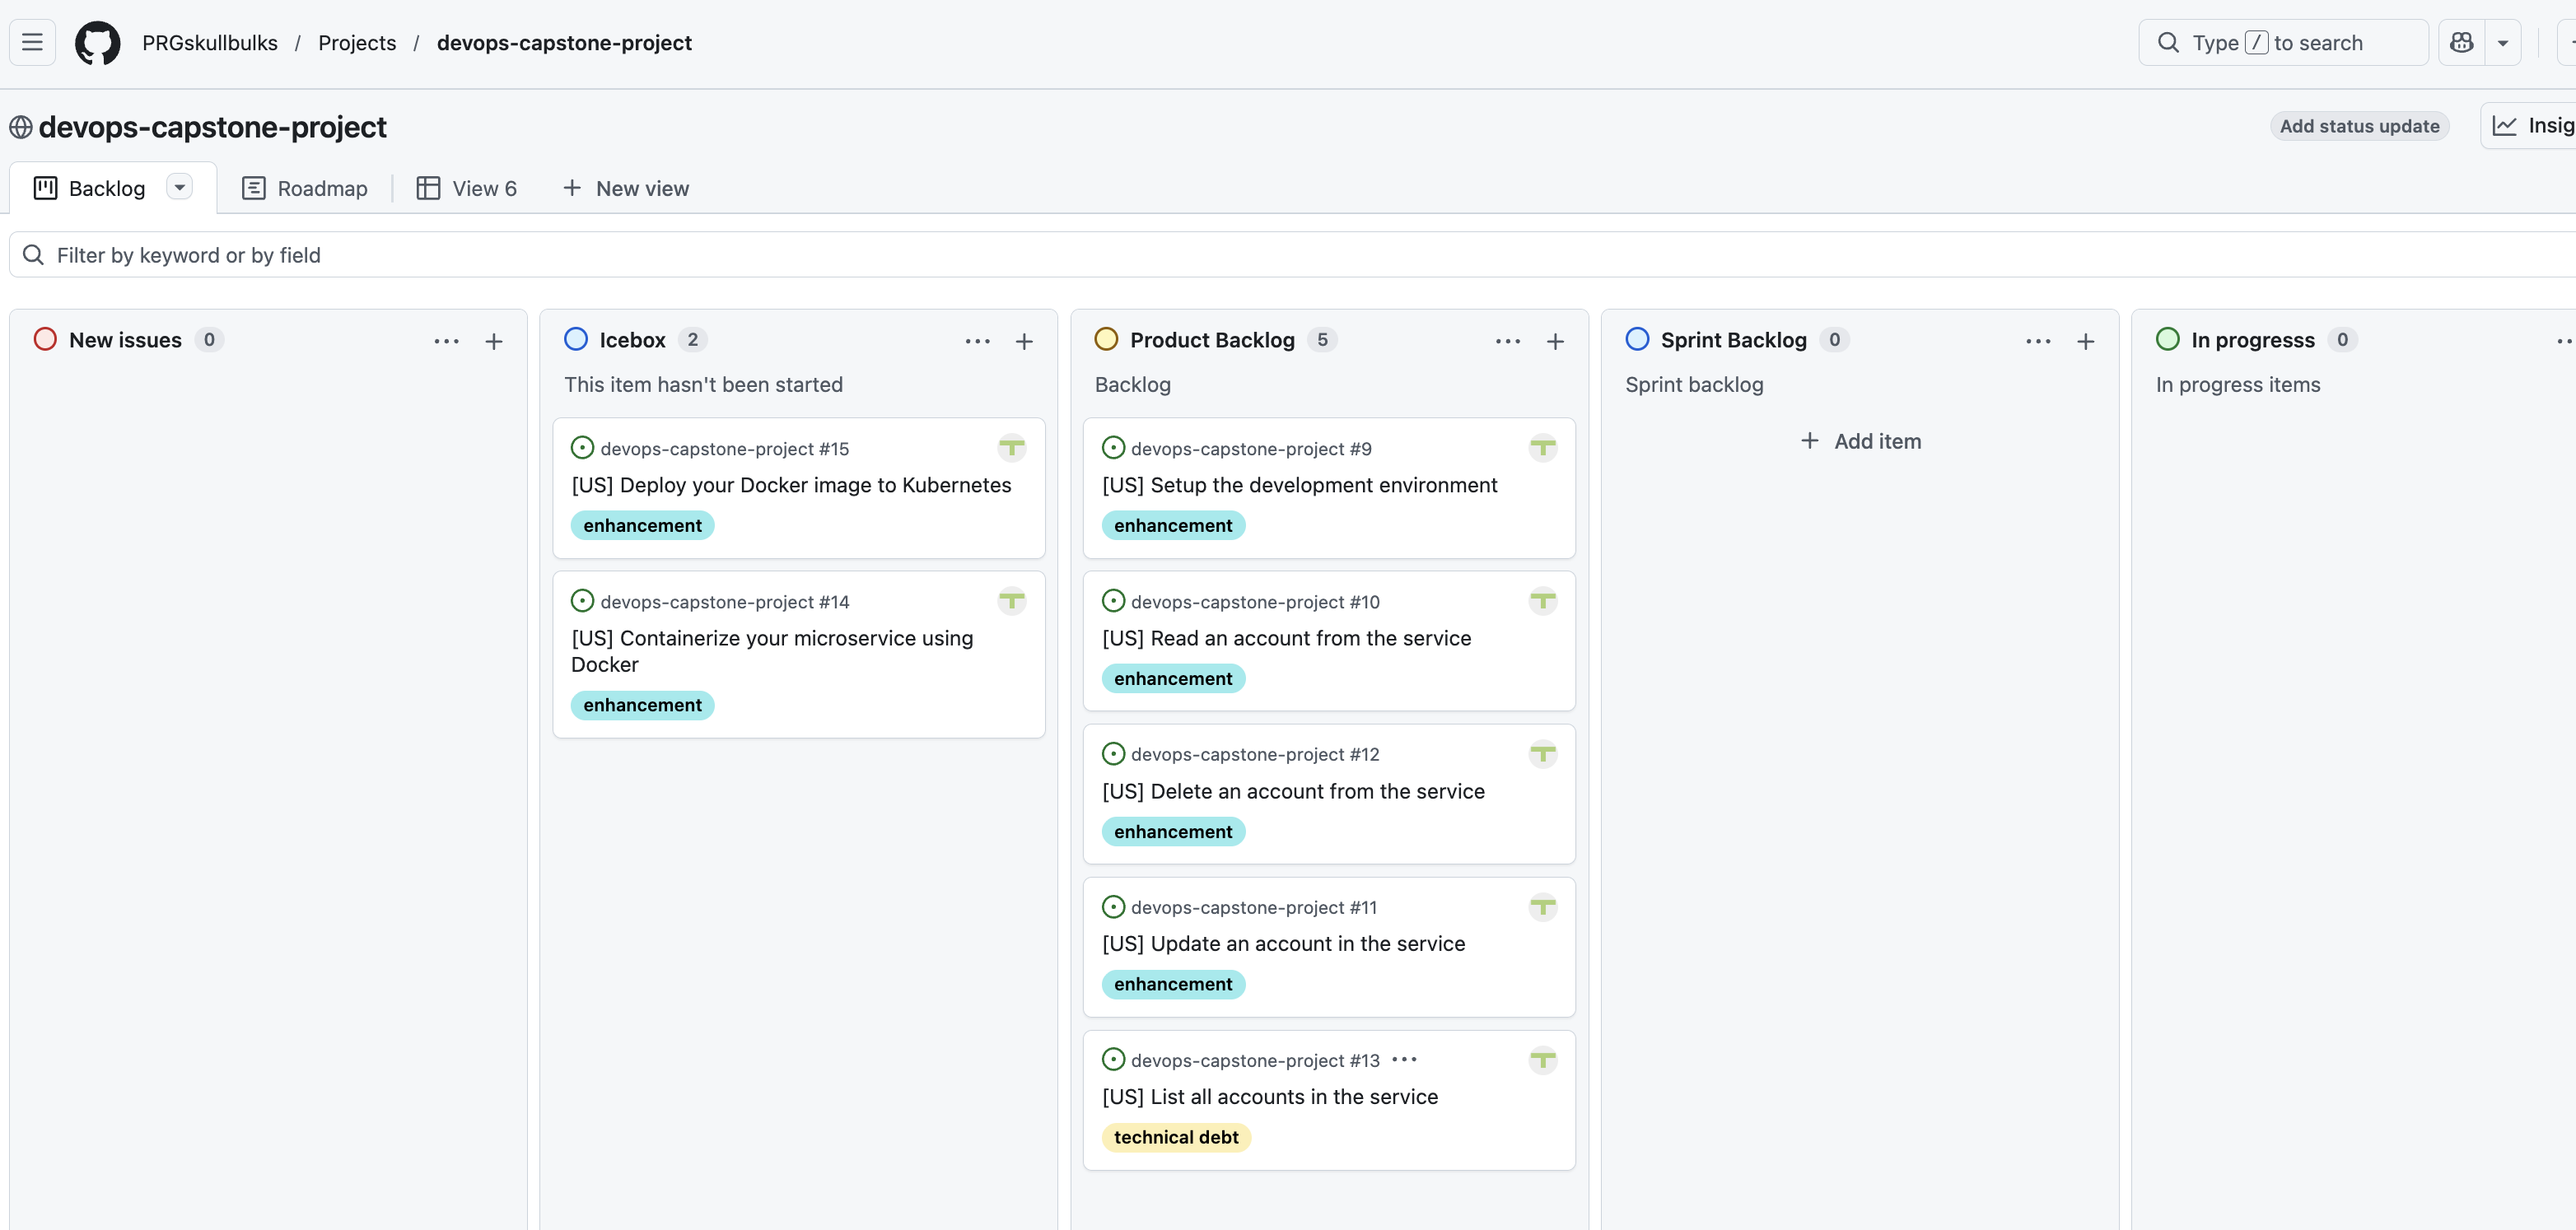 PRGskullbulks / Projects / devops-capstone-project
Type / to search
devops-capstone-project
Add status update
Insig
Backlog
Roadmap
View 6
+ New view
Filter by keyword or by field
New issues 0
Icebox 2
This item hasn't been started
devops-capstone-project #15
[US] Deploy your Docker image to Kubernetes
enhancement
devops-capstone-project #14
[US] Containerize your microservice using
Docker
enhancement
Product Backlog 5
Backlog
devops-capstone-project #9
[US] Setup the development environment
enhancement
devops-capstone-project #10
[US] Read an account from the service
enhancement
devops-capstone-project #12
[US] Delete an account from the service
enhancement
devops-capstone-project #11
[US] Update an account in the service
enhancement
devops-capstone-project #13 ...
[US] List all accounts in the service
technical debt
Sprint Backlog 0
Sprint backlog
+ Add item
In progresss 0
In progress items